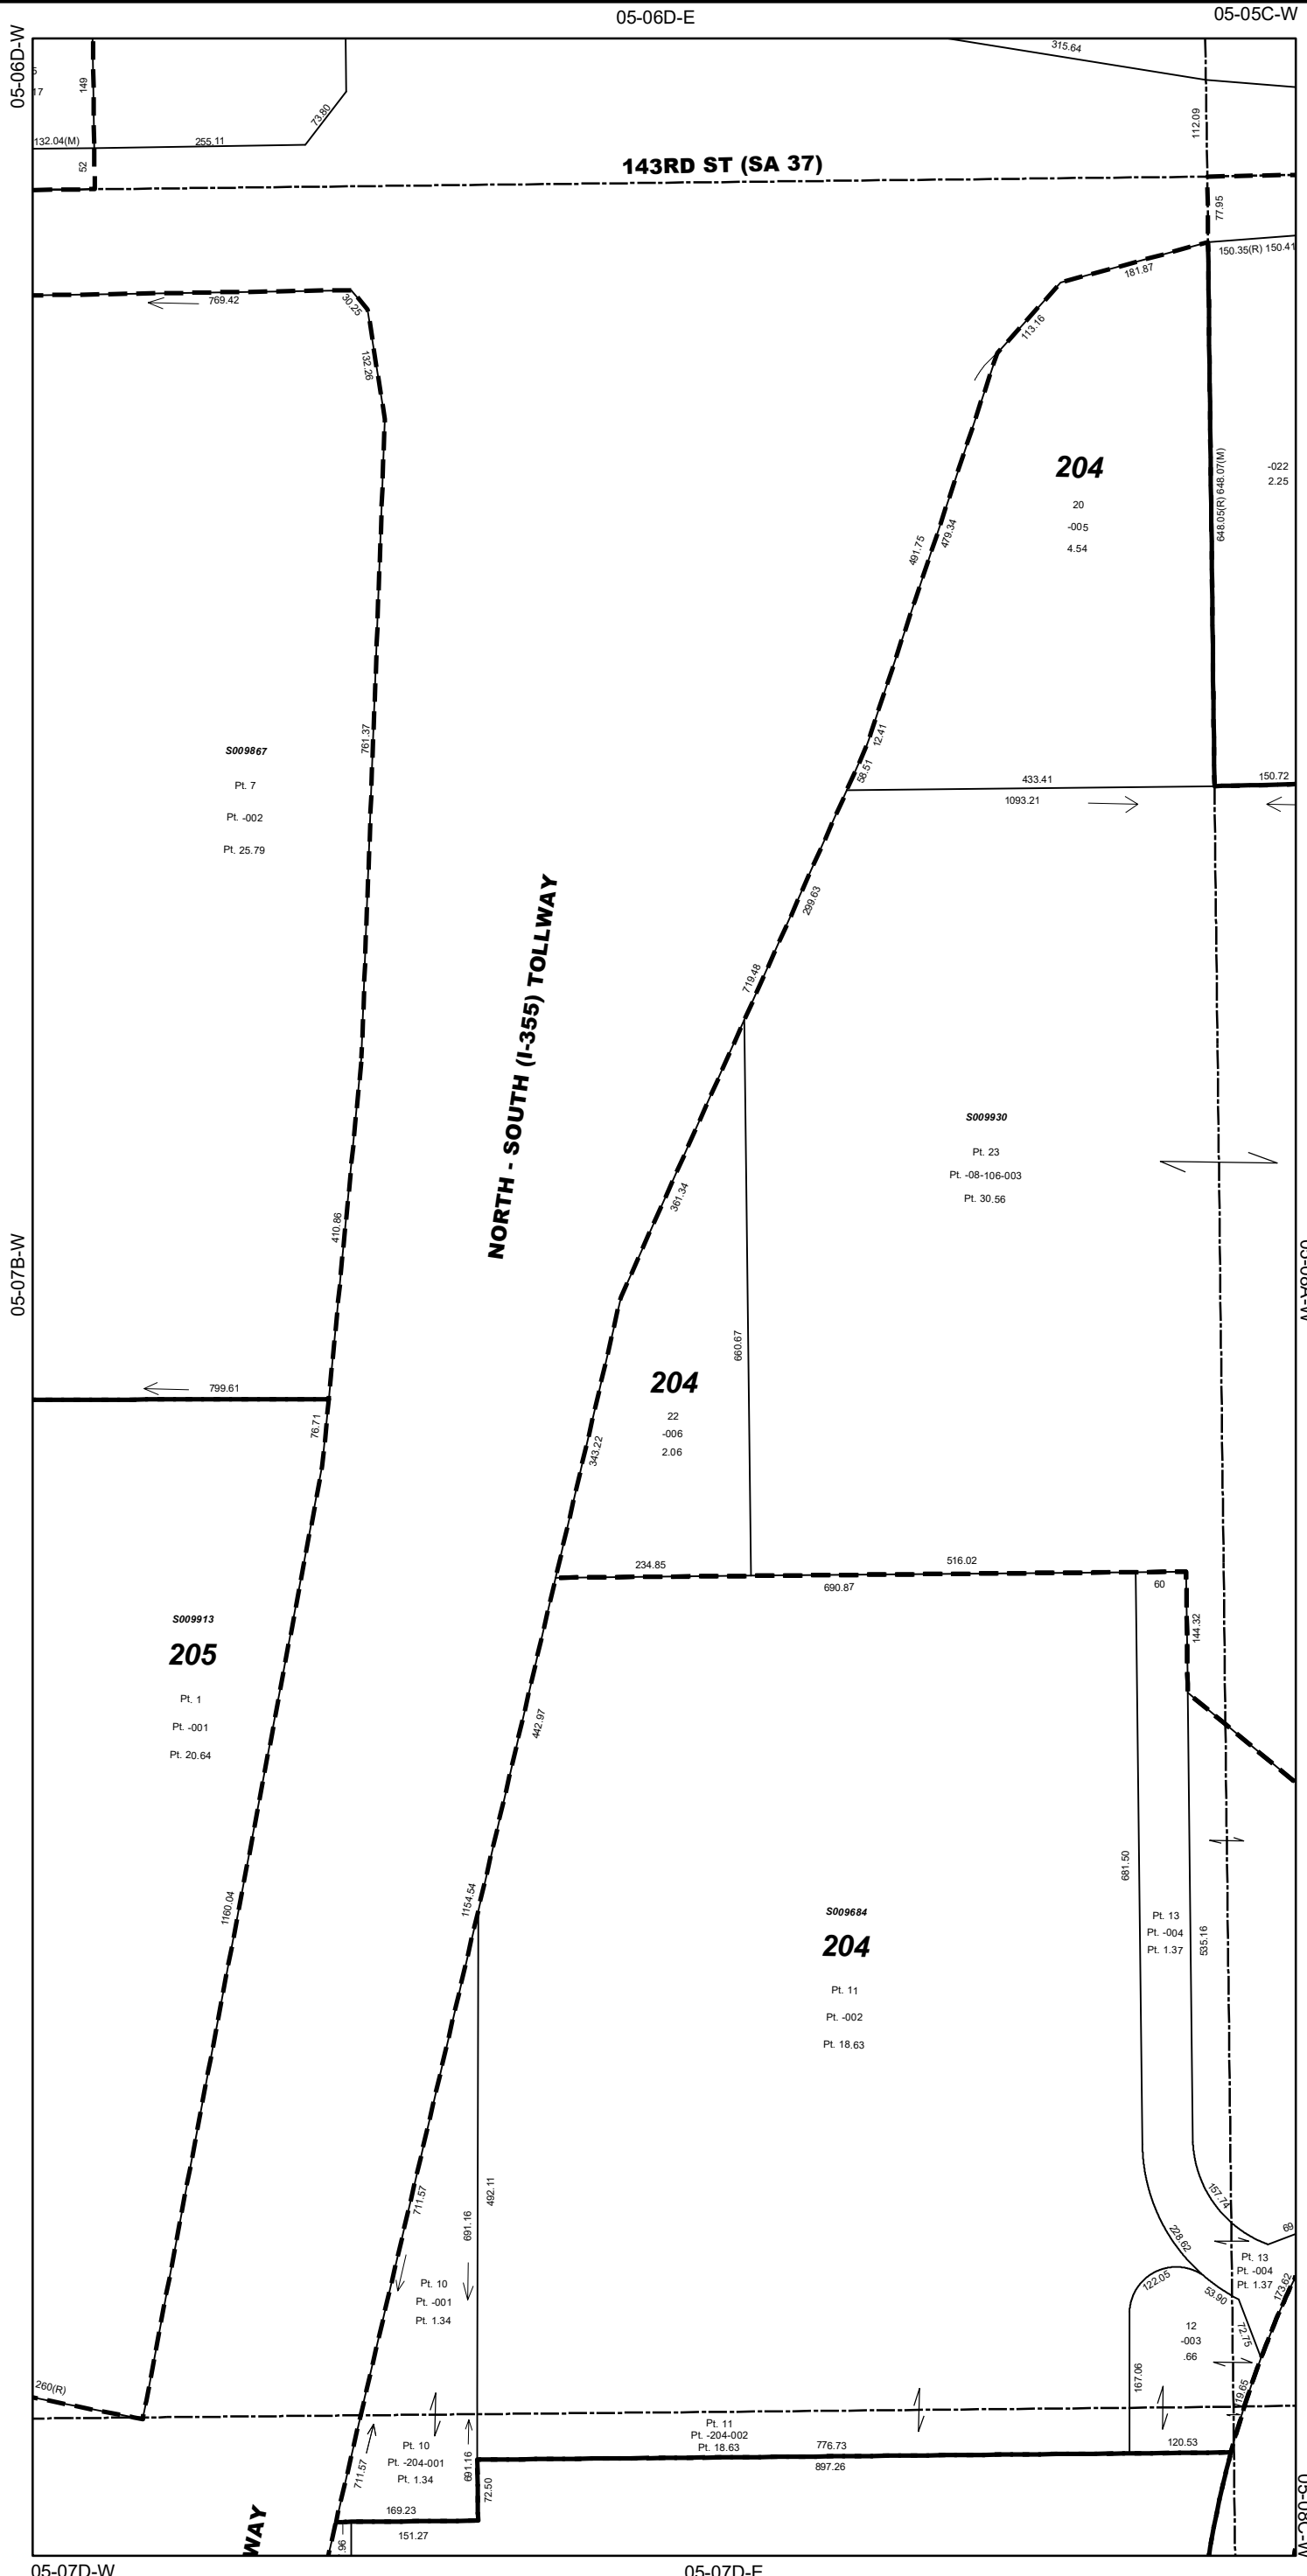 05-06D-E
05-05C-W
05-06D-W
149
17
132.04(M)
255.11
73.80
52
315.64
112.09
143RD ST (SA 37)
77.95
150.35(R) 150.41
181.87
113.16
769.42
30.25
132.26
204
20
-005
4.54
648.05(R) 648.07(M)
-022
2.25
491.75
479.34
S009867
Pt. 7
Pt. -002
Pt. 25.79
761.37
12.41
58.51
433.41
1093.21
150.72
299.63
719.48
NORTH - SOUTH (I-355) TOLLWAY
S009930
Pt. 23
Pt. -08-106-003
Pt. 30.56
361.34
410.86
05-07B-W
05-08A-W
660.67
799.61
76.71
204
22
-006
2.06
343.22
234.85
516.02
690.87
60
144.32
S009913
205
Pt. 1
Pt. -001
Pt. 20.64
442.97
681.50
1160.04
1154.54
S009684
204
Pt. 11
Pt. -002
Pt. 18.63
Pt. 13
Pt. -004
Pt. 1.37
535.16
711.57
492.11
691.16
157.74
228.62
69
Pt. 13
Pt. -004
Pt. 1.37
173.62
Pt. 10
Pt. -001
Pt. 1.34
122.05
53.90
72.75
12
-003
.66
167.06
19.65
260(R)
Pt. 11
Pt. -204-002
Pt. 18.63
776.73
897.26
120.53
Pt. 10
Pt. -204-001
Pt. 1.34
711.57
691.16
72.50
169.23
151.27
.96
WAY
05-08C-W
05-07D-W
05-07D-E